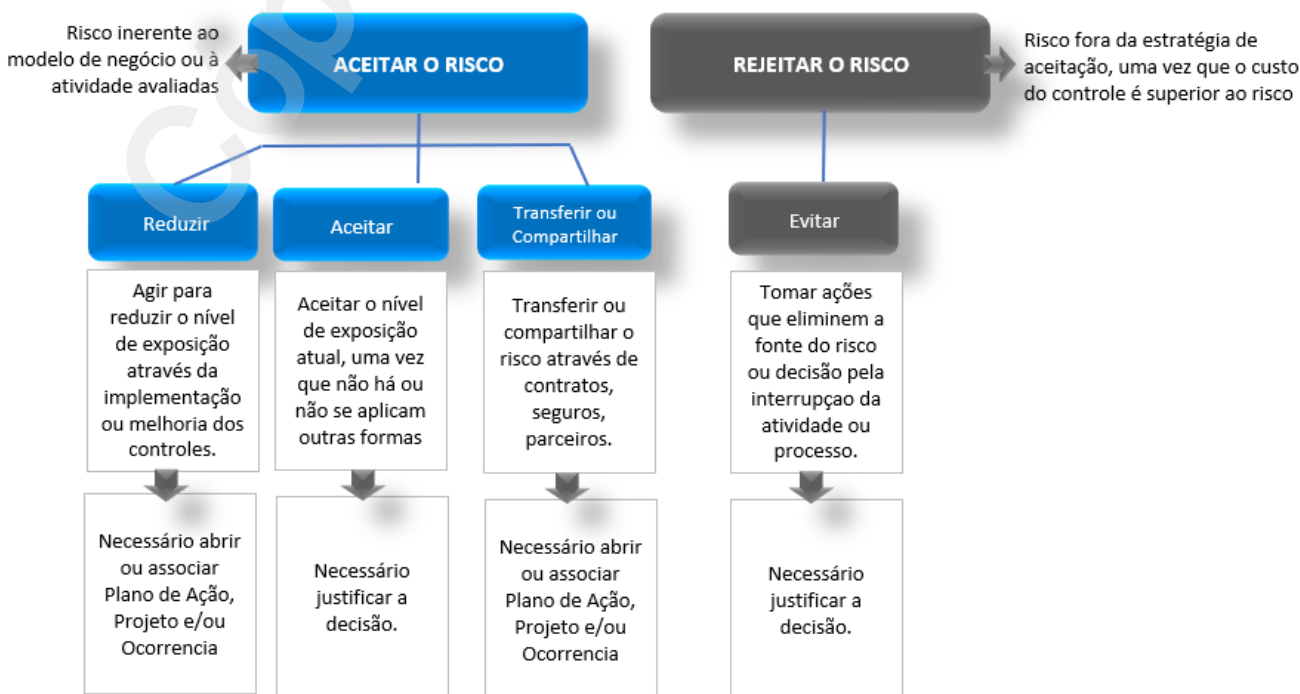 Risco inerente ao
modelo de negócio ou à
atividade avaliadas
ACEITAR O RISCO
REJEITAR O RISCO
Risco fora da estratégia de
aceitação, uma vez que o custo
do controle é superior ao risco
Reduzir
Aceitar
Transferir ou
Compartilhar
Evitar
Agir para
reduzir o nível
de exposição
através da
implementação
ou melhoria dos
controles.
Aceitar o nível
de exposição
atual, uma vez
que não há ou
não se aplicam
outras formas
Transferir ou
compartilhar o
risco através de
contratos,
seguros,
parceiros.
Tomar ações
que eliminem a
fonte do risco
ou decisão pela
interrupçao da
atividade ou
processo.
Necessário abrir
ou associar
Plano de Ação,
Projeto e/ou
Ocorrencia
Necessário
justificar a
decisão.
Necessário abrir
ou associar
Plano de Ação,
Projeto e/ou
Ocorrencia
Necessário
justificar a
decisão.